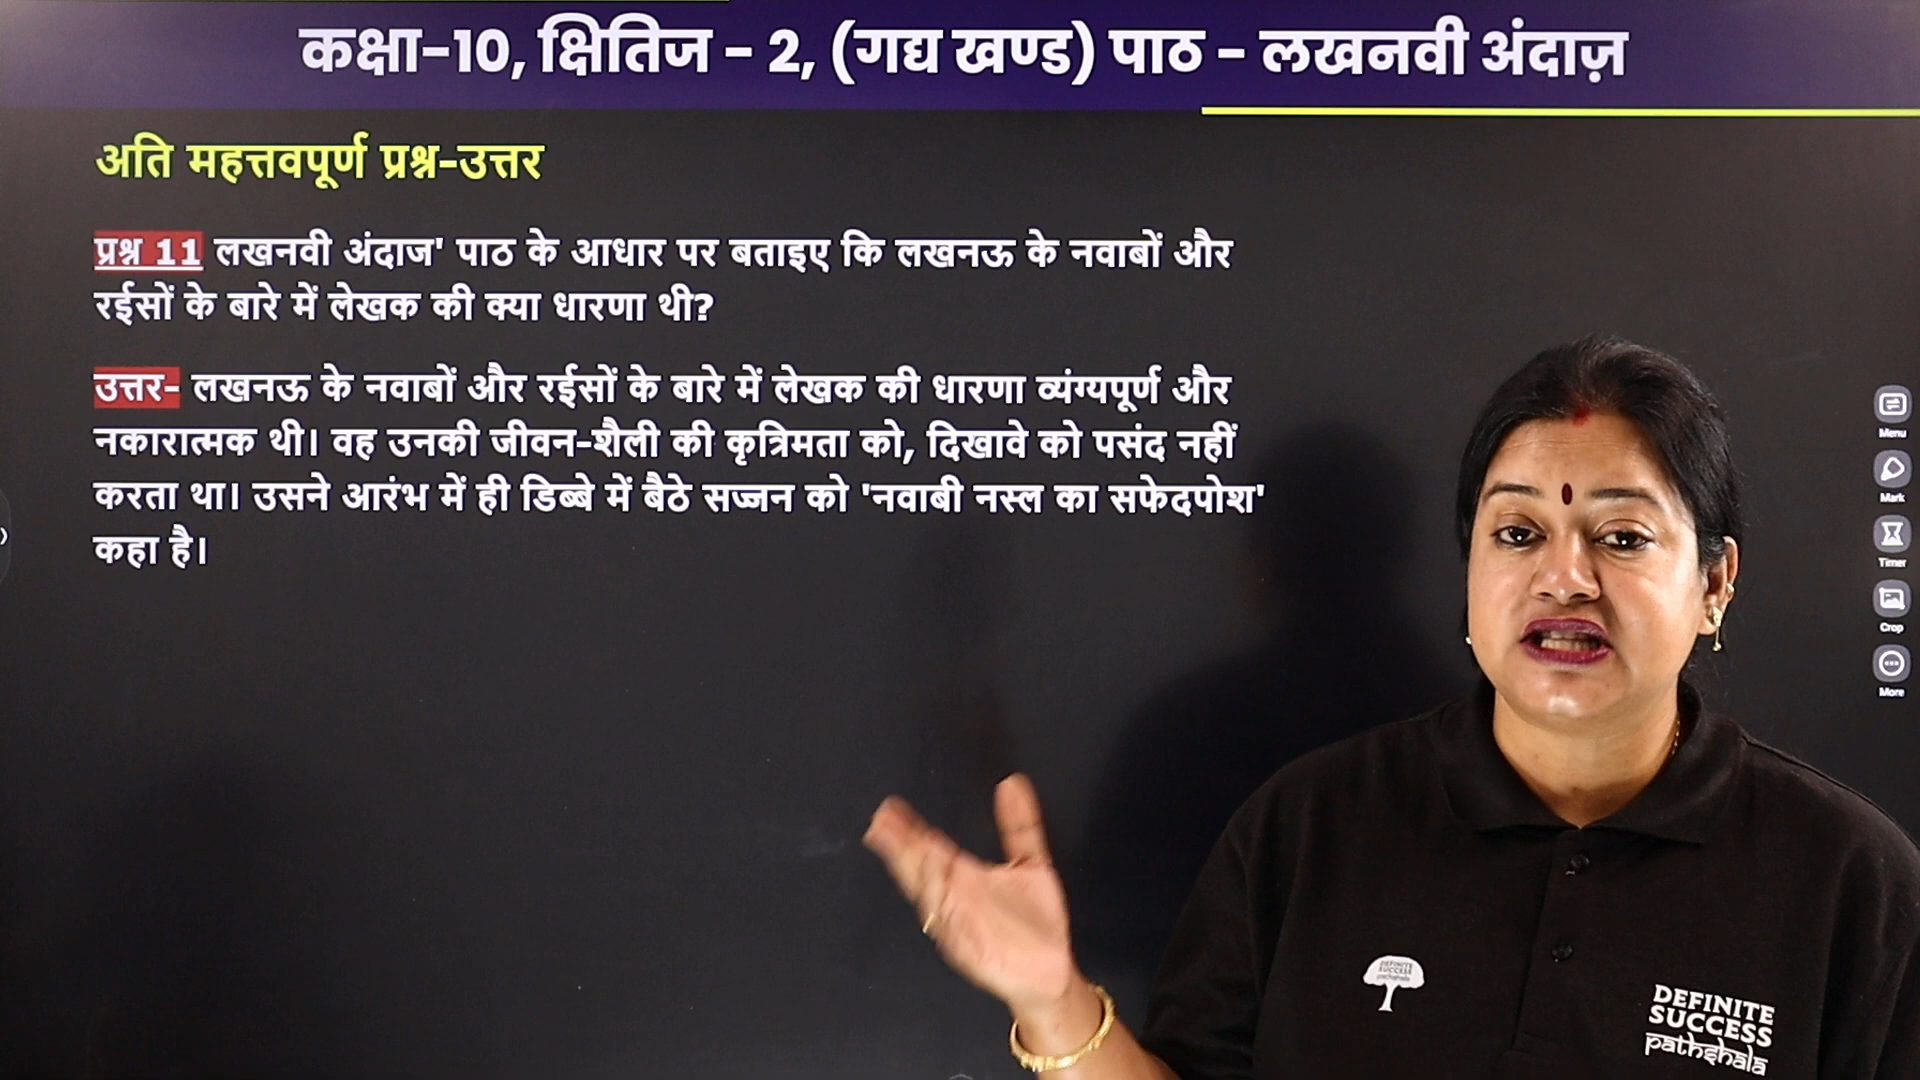 कक्षा-10, क्षितिज - 2, (गद्य खण्ड) पाठ - लखनवी अंदाज़
अति महत्तवपूर्ण प्रश्न-उत्तर
प्रश्न 11 लखनवी अंदाज' पाठ के आधार पर बताइए कि लखनऊ के नवाबों और
रईसों के बारे में लेखक की क्या धारणा थी?
उत्तर- लखनऊ के नवाबों और रईसों के बारे में लेखक की धारणा व्यंग्यपूर्ण और
नकारात्मक थी। वह उनकी जीवन-शैली की कृत्रिमता को, दिखावे को पसंद नहीं
करता था। उसने आरंभ में ही डिब्बे में बैठे सज्जन को 'नवाबी नस्ल का सफेदपोश'
कहा है।
Menu
Mark
Timer
Crop
More
DEFINITE
SUCCESS
pathshala
DEFINITE
SUCCESS
pathshala